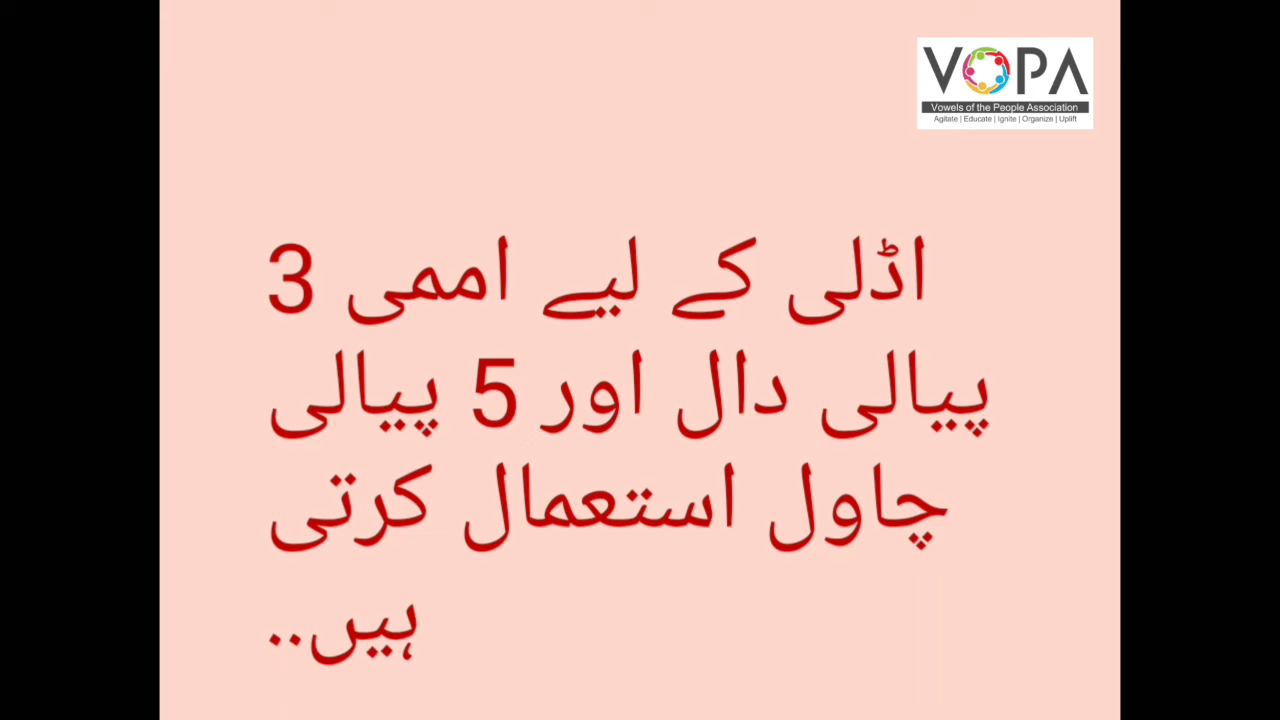 VOPA
Vowels of the People Association
Agitate | Educate | Ignite | Organize | Uplift
اڈلی کے لیے اممی 3
پیالی دال اور 5 پیالی
چاول استعمال کرتی
ہیں..